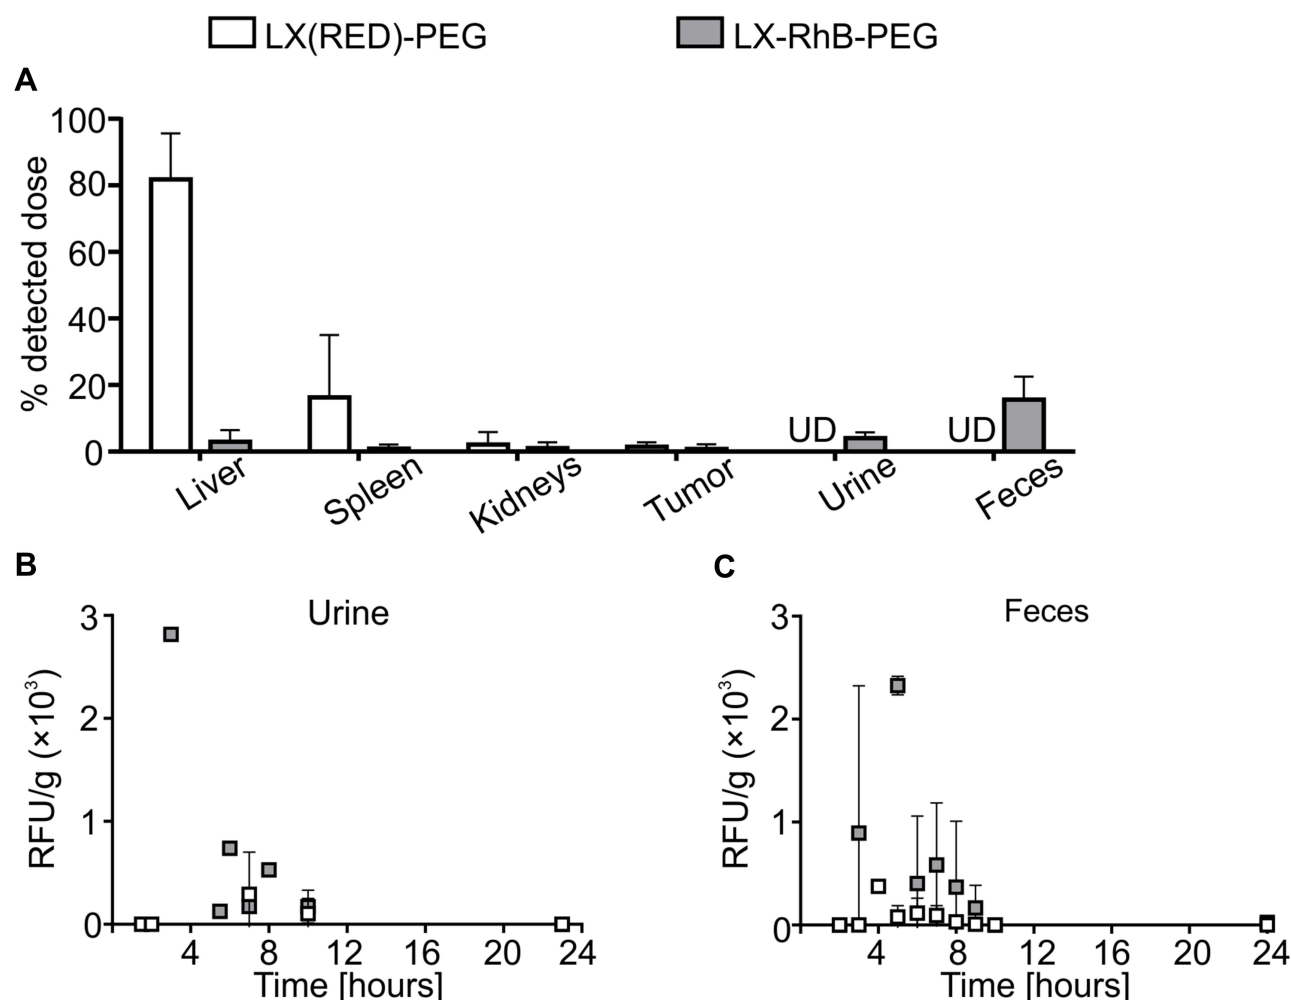 LX(RED)-PEG LX-RhB-PEG
A
% detected dose
100
80
60
40
20
0
UD UD
Liver Spleen Kidneys Tumor Urine Feces
B
Urine
RFU/g (×10³)
3
2
1
0
4 8 12 16 20 24
Time [hours]
C
Feces
RFU/g (×10³)
3
2
1
0
4 8 12 16 20 24
Time [hours]